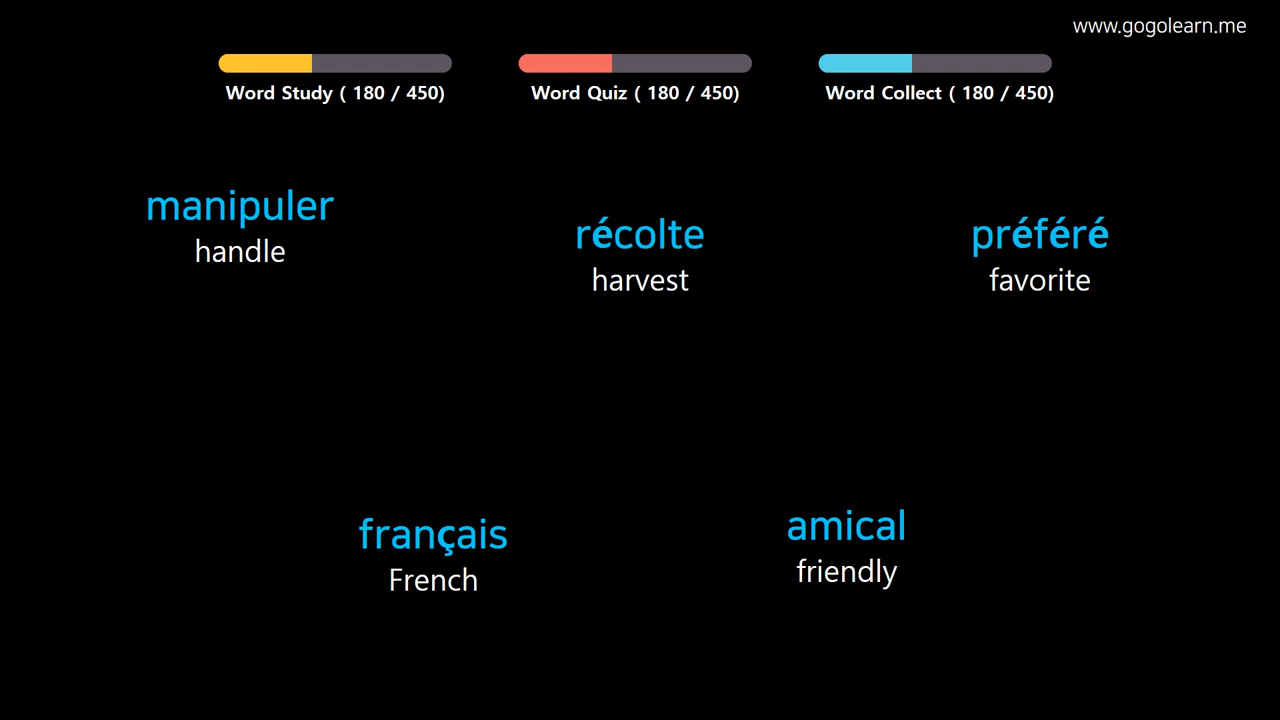 www.gogolearn.me
Word Study ( 180 / 450)
Word Quiz ( 180 / 450)
Word Collect ( 180 / 450)
manipuler
handle
récolte
harvest
préféré
favorite
français
French
amical
friendly